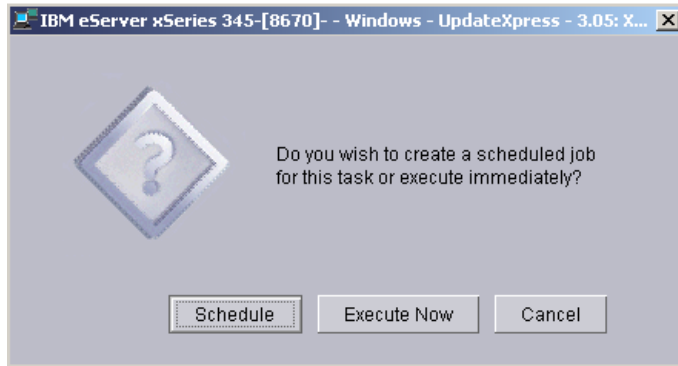 IBM eServer xSeries 345-[8670]- - Windows - UpdateXpress - 3.05: X...
Do you wish to create a scheduled job
for this task or execute immediately?
Schedule Execute Now Cancel